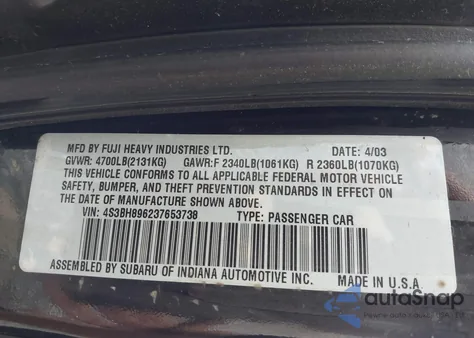 MFD BY FUJI HEAVY INDUSTRIES LTD. DATE: 4/03
GVWR: 4700LB(2131KG) GAWR:F 2340LB(1061KG) R 2360LB(1070KG)
THIS VEHICLE CONFORMS TO ALL APPLICABLE FEDERAL MOTOR VEHICLE
SAFETY, BUMPER, AND THEFT PREVENTION STANDARDS IN EFFECT ON
THE DATE OF MANUFACTURE SHOWN ABOVE.
VIN: 4S3BH896237653738 TYPE: PASSENGER CAR
ASSEMBLED BY SUBARU OF INDIANA AUTOMOTIVE INC. MADE IN U.S.A.
autoSnap